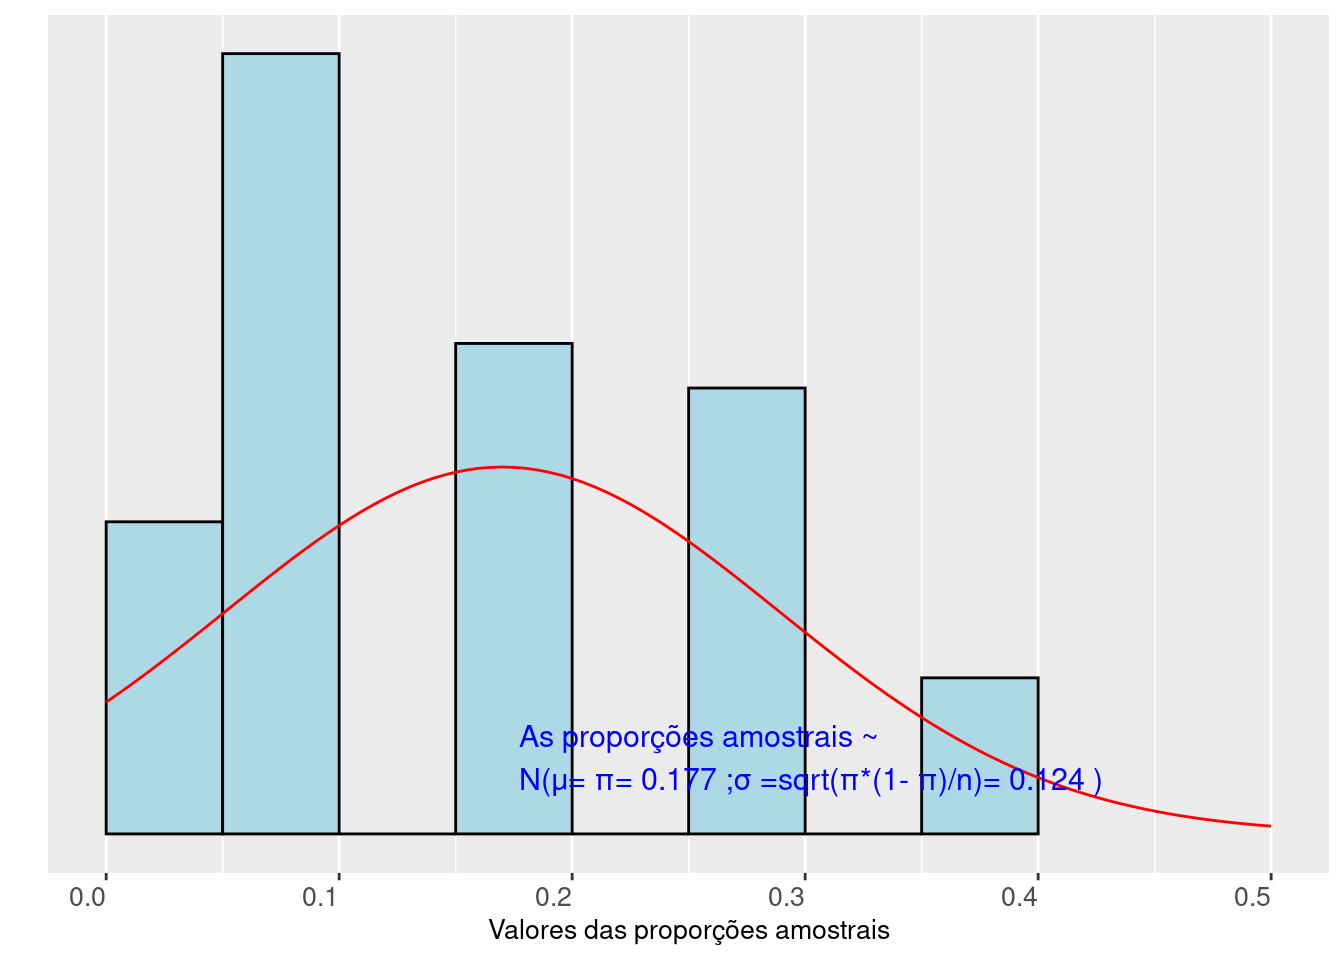 As proporções amostrais ~
N(μ= π= 0.177 ;σ =sqrt(π*(1- π)/n)= 0.124 )
0.0 0.1 0.2 0.3 0.4 0.5
Valores das proporções amostrais